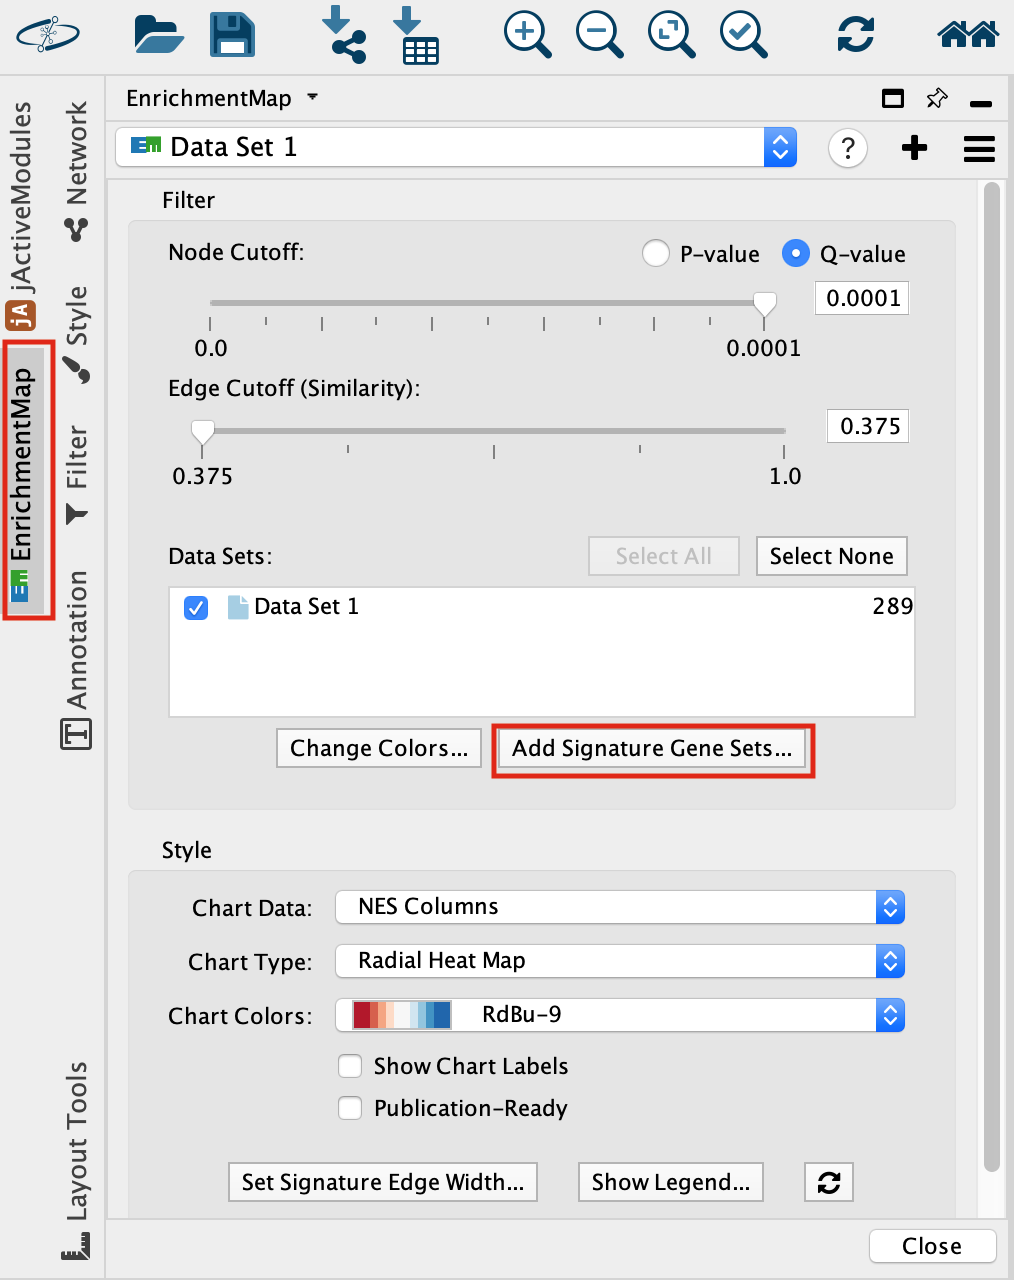 jActiveModules
EnrichmentMap
Network
Style
Filter
Annotation
Layout Tools
EnrichmentMap
Data Set 1
?
Filter
Node Cutoff:
P-value
Q-value
0.0001
0.0
0.0001
Edge Cutoff (Similarity):
0.375
0.375
1.0
Data Sets:
Select All
Select None
Data Set 1
289
Change Colors...
Add Signature Gene Sets...
Style
Chart Data:
NES Columns
Chart Type:
Radial Heat Map
Chart Colors:
RdBu-9
Show Chart Labels
Publication-Ready
Set Signature Edge Width...
Show Legend...
Close